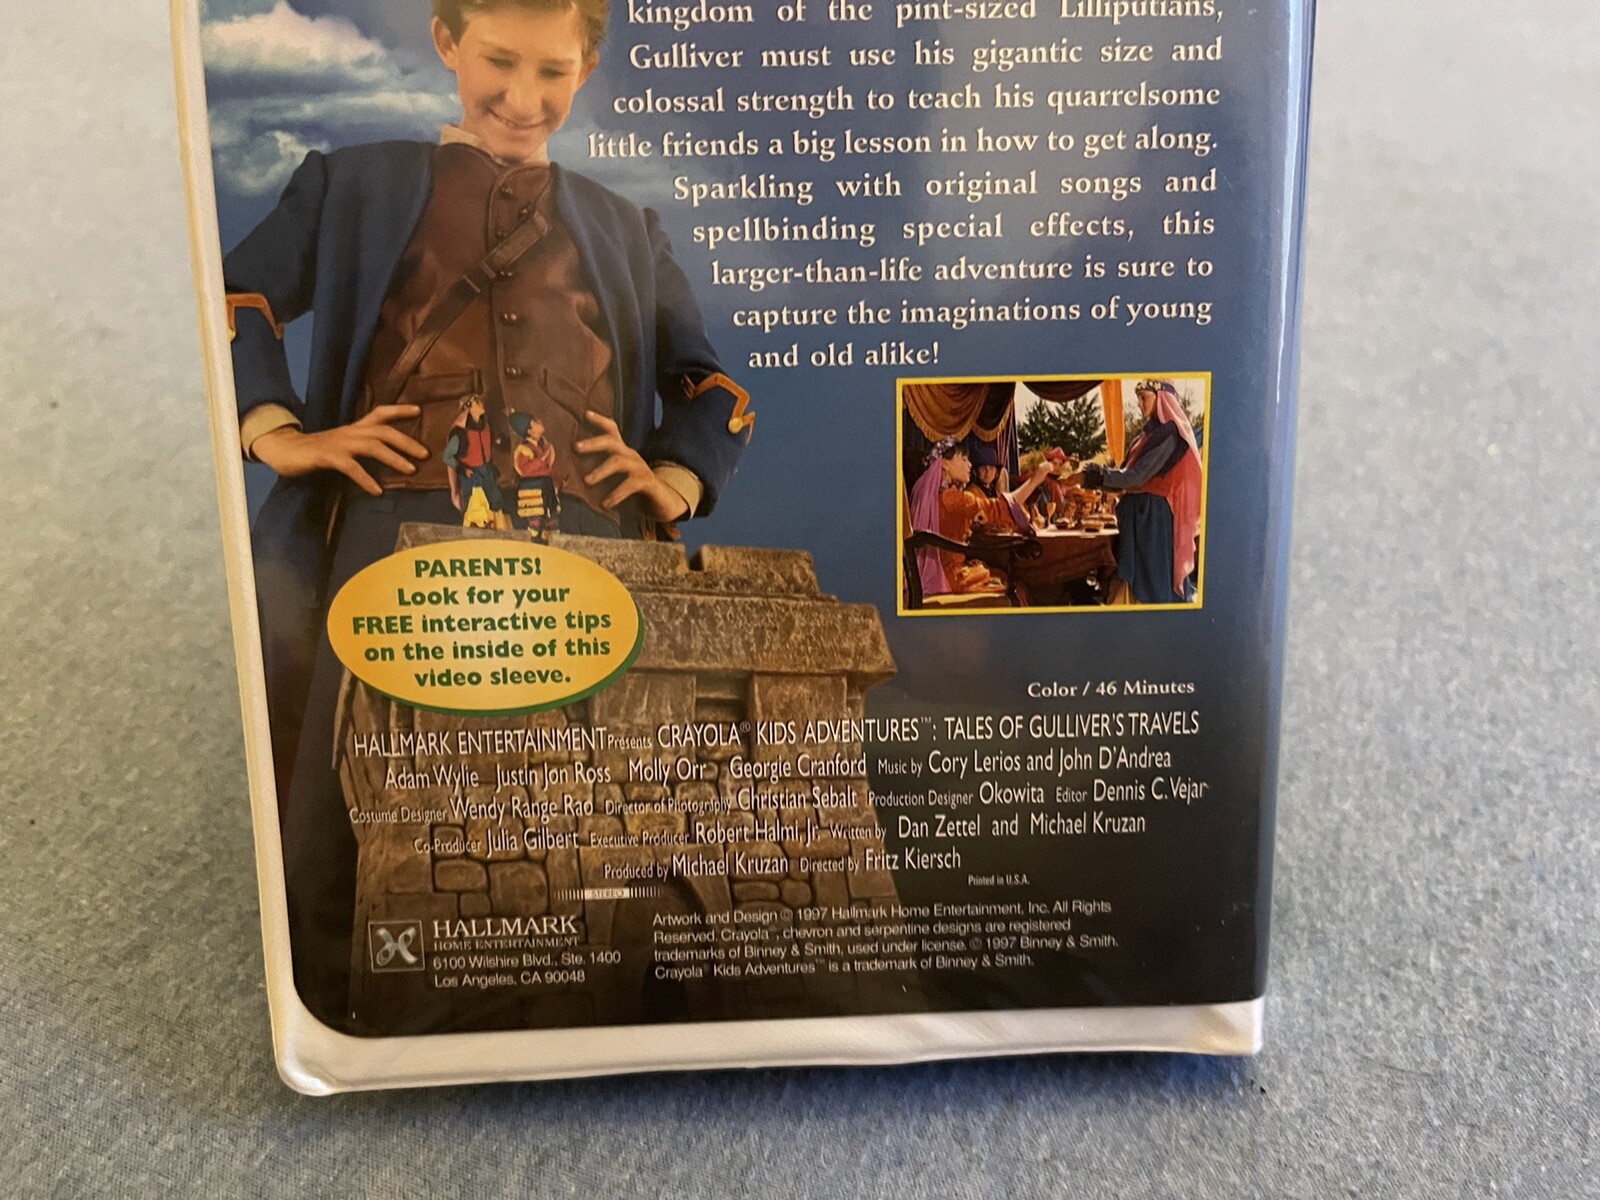 kingdom of the pint-sized Lilliputians,
Gulliver must use his gigantic size and
colossal strength to teach his quarrelsome
little friends a big lesson in how to get along.
Sparkling with original songs and
spellbinding special effects, this
larger-than-life adventure is sure to
capture the imaginations of young
and old alike!
PARENTS!
Look for your
FREE interactive tips
on the inside of this
video sleeve.
Color / 46 Minutes
HALLMARK ENTERTAINMENT Presents CRAYOLA® KIDS ADVENTURES™: TALES OF GULLIVER'S TRAVELS
Adam Wylie Justin Jon Ross Molly Orr Georgie Cranford Music by Cory Lerios and John D'Andrea
Costume Designer Wendy Range Rao Director of Photography Christian Sebalt Production Designer Okowita Editor Dennis C. Vejar
Co-Producer Julia Gilbert Executive Producer Robert Halmi, Jr. Written by Dan Zettel and Michael Kruzan
Produced by Michael Kruzan Directed by Fritz Kiersch
Printed in U.S.A.
STEREO
HALLMARK
HOME ENTERTAINMENT
6100 Wilshire Blvd., Ste. 1400
Los Angeles, CA 90048
Artwork and Design © 1997 Hallmark Home Entertainment, Inc. All Rights
Reserved. Crayola®, chevron and serpentine designs are registered
trademarks of Binney & Smith, used under license. © 1997 Binney & Smith.
Crayola® Kids Adventures™ is a trademark of Binney & Smith.